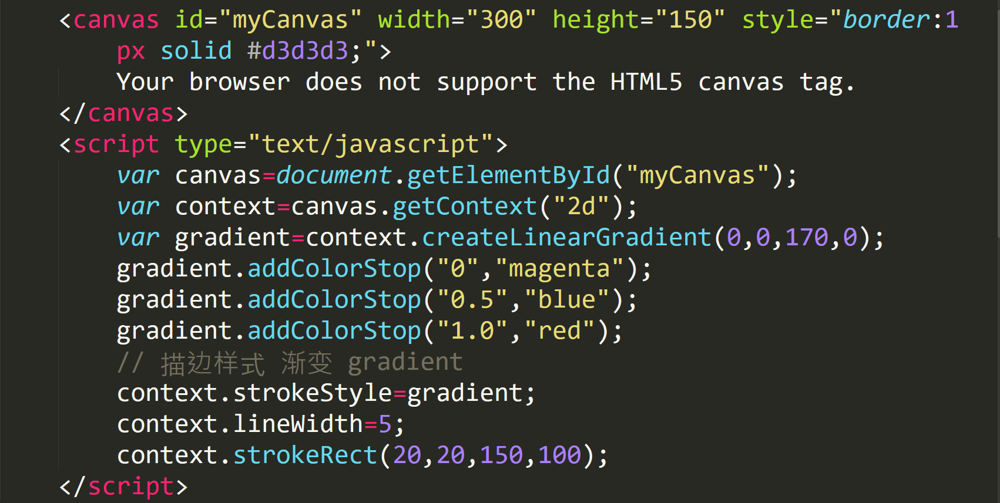 <canvas id="myCanvas" width="300" height="150" style="border:1
px solid #d3d3d3;">
Your browser does not support the HTML5 canvas tag.
</canvas>
<script type="text/javascript">
var canvas=document.getElementById("myCanvas");
var context=canvas.getContext("2d");
var gradient=context.createLinearGradient(0,0,170,0);
gradient.addColorStop("0","magenta");
gradient.addColorStop("0.5","blue");
gradient.addColorStop("1.0","red");
// 描边样式 渐变 gradient
context.strokeStyle=gradient;
context.lineWidth=5;
context.strokeRect(20,20,150,100);
</script>